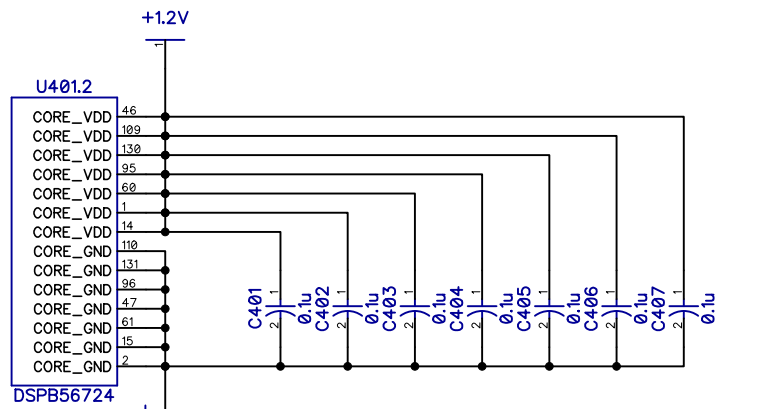 +1.2V
1
U401.2
CORE_VDD 46
CORE_VDD 109
CORE_VDD 130
CORE_VDD 95
CORE_VDD 60
CORE_VDD 1
CORE_VDD 14
CORE_GND 110
CORE_GND 131
CORE_GND 96
CORE_GND 47
CORE_GND 61
CORE_GND 15
CORE_GND 2
DSPB56724
C401 1 2 0.1u
C402 1 2 0.1u
C403 1 2 0.1u
C404 1 2 0.1u
C405 1 2 0.1u
C406 1 2 0.1u
C407 1 2 0.1u